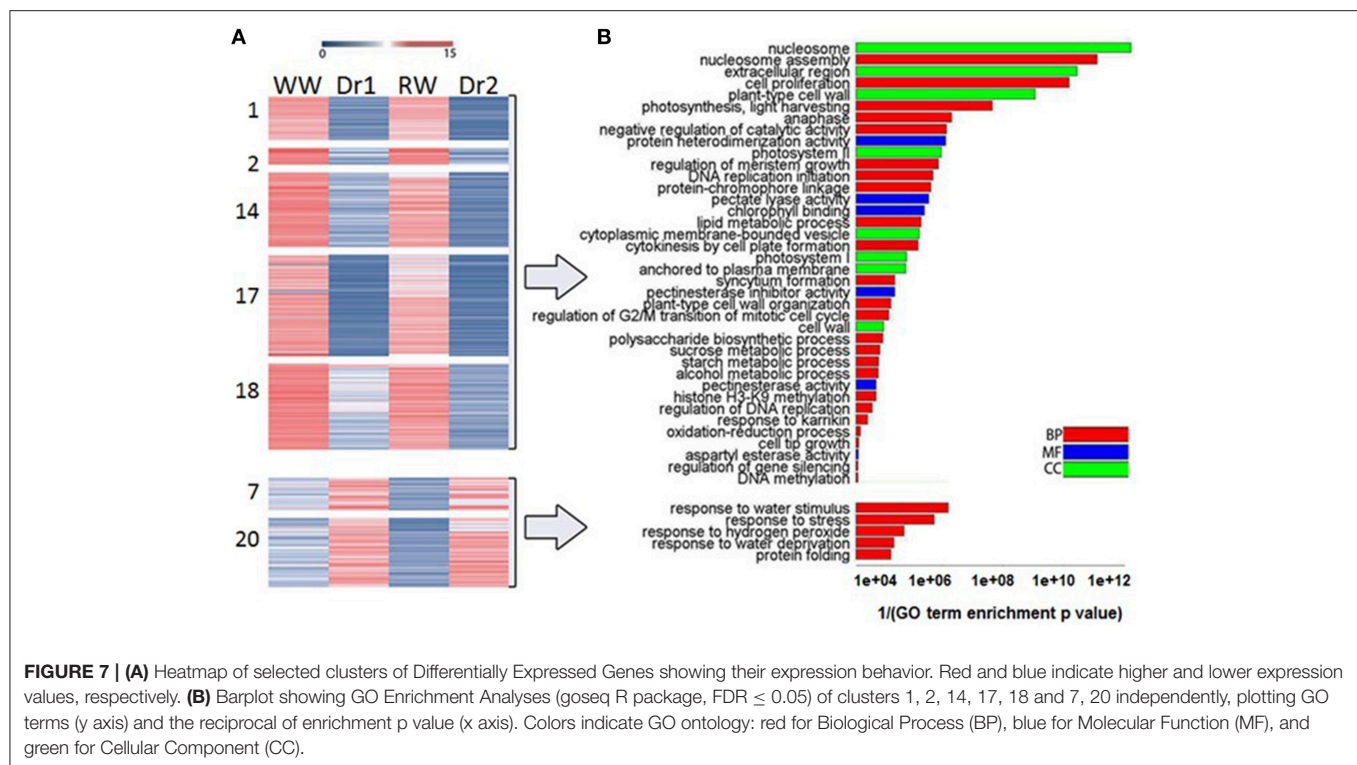 A
0 15
WW Dr1 RW Dr2
1
2
14
17
18
7
20
B
nucleosome
nucleosome assembly
extracellular region
cell proliferation
plant-type cell wall
photosynthesis, light harvesting
anaphase
negative regulation of catalytic activity
protein heterodimerization activity
photosystem II
regulation of meristem growth
DNA replication initiation
protein-chromophore linkage
pectate lyase activity
chlorophyll binding
lipid metabolic process
cytoplasmic membrane-bounded vesicle
cytokinesis by cell plate formation
photosystem I
anchored to plasma membrane
syncytium formation
pectinesterase inhibitor activity
plant-type cell wall organization
regulation of G2/M transition of mitotic cell cycle
cell wall
polysaccharide biosynthetic process
sucrose metabolic process
starch metabolic process
alcohol metabolic process
pectinesterase activity
histone H3-K9 methylation
regulation of DNA replication
response to karrikin
oxidation-reduction process
cell tip growth
aspartyl esterase activity
regulation of gene silencing
DNA methylation
BP
MF
CC
response to water stimulus
response to stress
response to hydrogen peroxide
response to water deprivation
protein folding
1e+04 1e+06 1e+08 1e+10 1e+12
1/(GO term enrichment p value)
FIGURE 7 | (A) Heatmap of selected clusters of Differentially Expressed Genes showing their expression behavior. Red and blue indicate higher and lower expression
values, respectively. (B) Barplot showing GO Enrichment Analyses (goseq R package, FDR ≤ 0.05) of clusters 1, 2, 14, 17, 18 and 7, 20 independently, plotting GO
terms (y axis) and the reciprocal of enrichment p value (x axis). Colors indicate GO ontology: red for Biological Process (BP), blue for Molecular Function (MF), and
green for Cellular Component (CC).